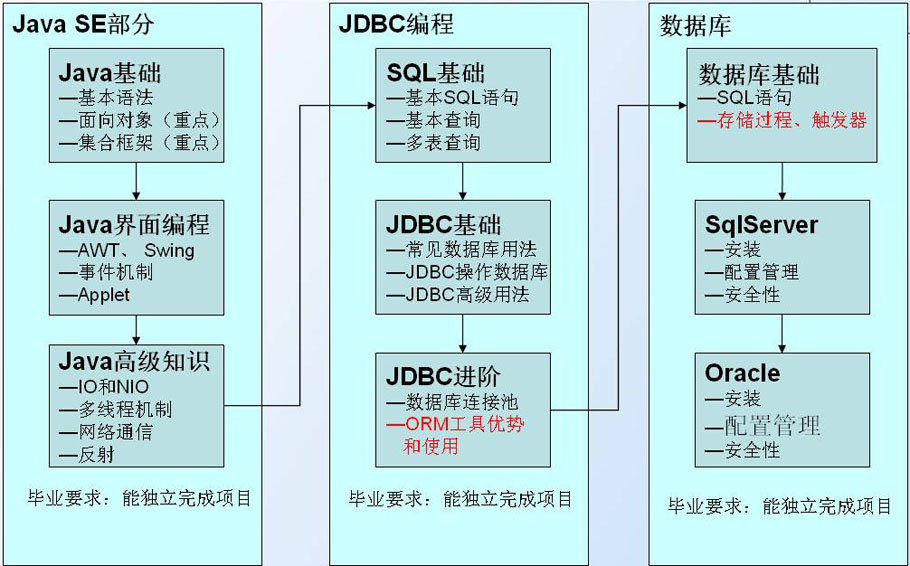 Java SE部分
Java基础
—基本语法
—面向对象（重点）
—集合框架（重点）
Java界面编程
—AWT、 Swing
—事件机制
—Applet
Java高级知识
—IO和NIO
—多线程机制
—网络通信
—反射
毕业要求：能独立完成项目
JDBC编程
SQL基础
—基本SQL语句
—基本查询
—多表查询
JDBC基础
—常见数据库用法
—JDBC操作数据库
—JDBC高级用法
JDBC进阶
—数据库连接池
—ORM工具优势
和使用
毕业要求：能独立完成项目
数据库
数据库基础
—SQL语句
—存储过程、触发器
SqlServer
—安装
—配置管理
—安全性
Oracle
—安装
—配置管理
—安全性
毕业要求：能独立完成项目